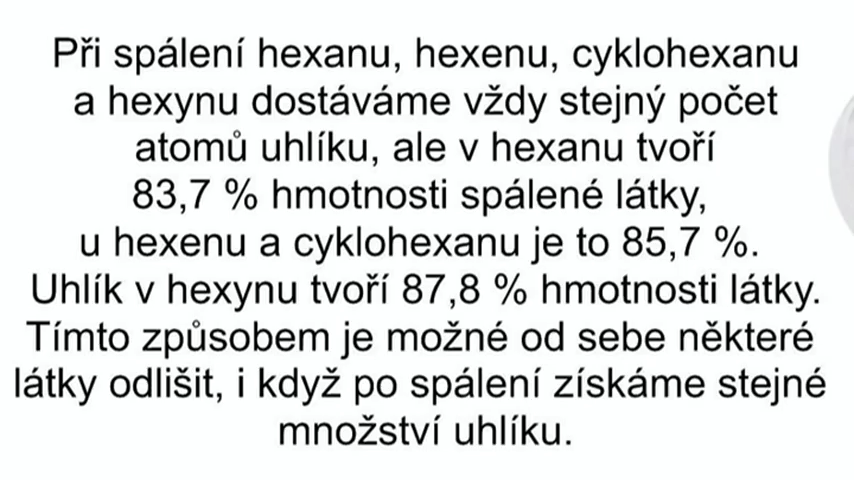 Při spálení hexanu, hexenu, cyklohexanu
a hexynu dostáváme vždy stejný počet
atomů uhlíku, ale v hexanu tvoří
83,7 % hmotnosti spálené látky,
u hexenu a cyklohexanu je to 85,7 %.
Uhlík v hexynu tvoří 87,8 % hmotnosti látky.
Tímto způsobem je možné od sebe některé
látky odlišit, i když po spálení získáme stejné
množství uhlíku.